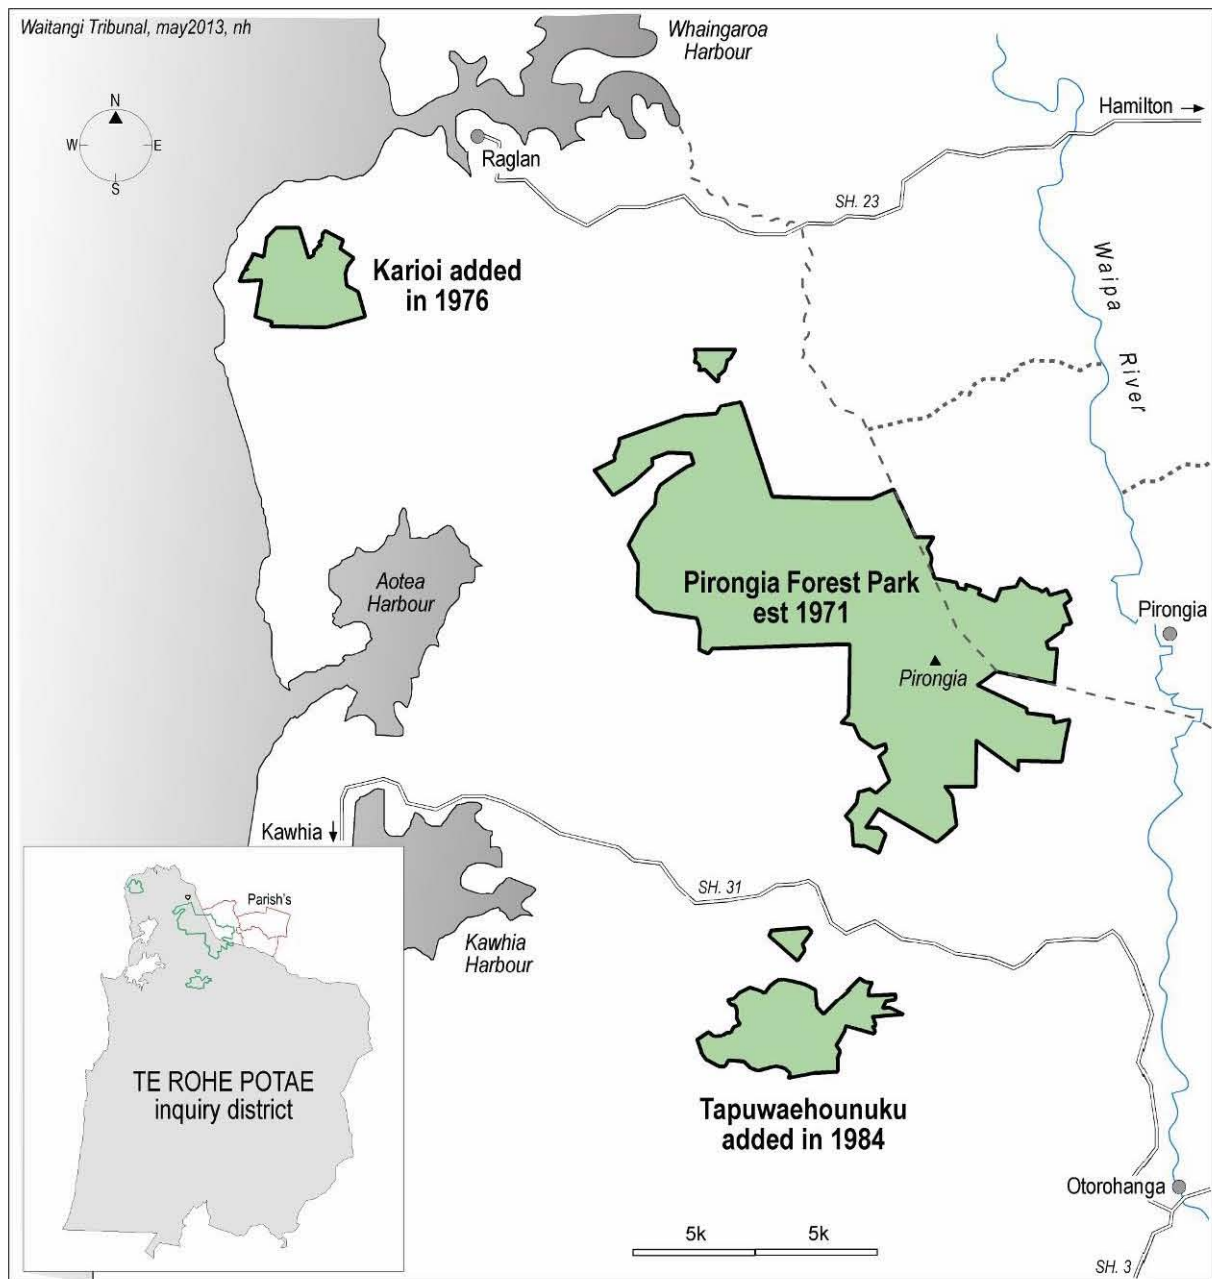 Waitangi Tribunal, may2013, nh
Whaingaroa
Harbour
N
W
E
S
Hamilton
Raglan
SH. 23
Karioi added
in 1976
Waipa
River
Aotea
Harbour
Pirongia Forest Park
est 1971
Pirongia
Pirongia
Kawhia
SH. 31
Kawhia
Harbour
Parish's
TE ROHE POTAE
inquiry district
Tapuwaehounuku
added in 1984
Otorohanga
5k
5k
SH. 3